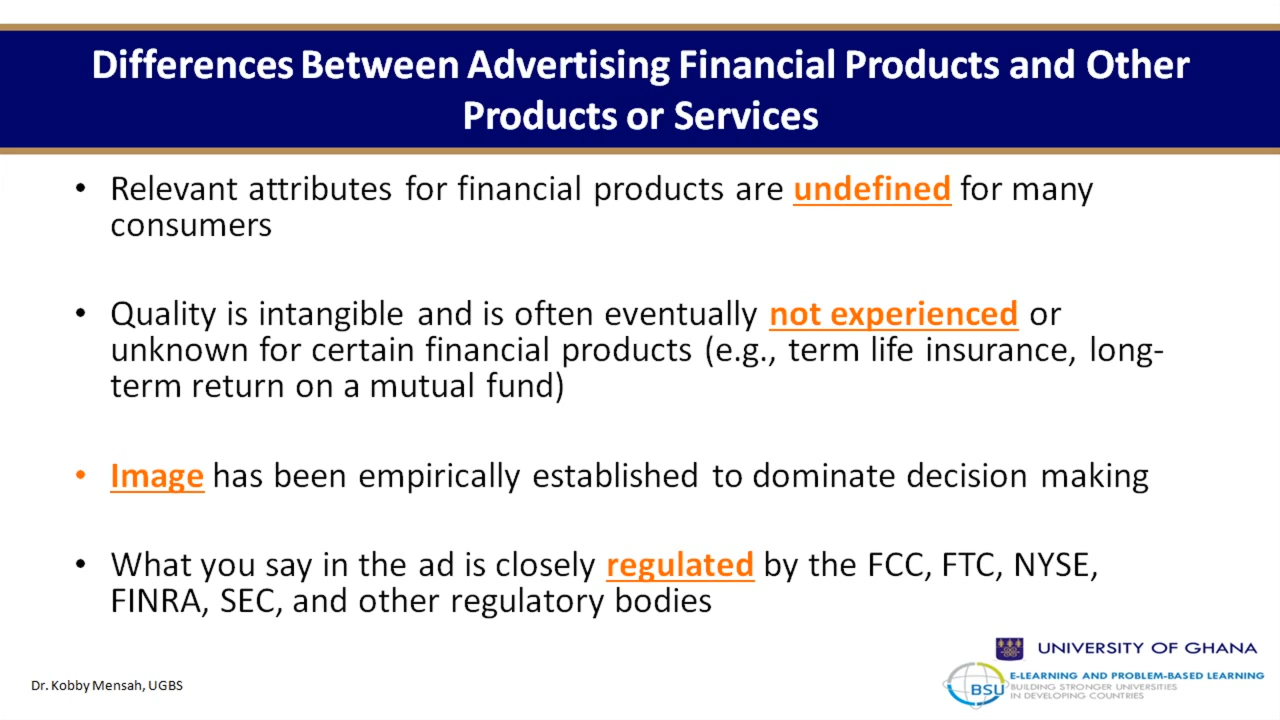 Differences Between Advertising Financial Products and Other
Products or Services
• Relevant attributes for financial products are undefined for many
consumers
• Quality is intangible and is often eventually not experienced or
unknown for certain financial products (e.g., term life insurance, long-
term return on a mutual fund)
• Image has been empirically established to dominate decision making
• What you say in the ad is closely regulated by the FCC, FTC, NYSE,
FINRA, SEC, and other regulatory bodies
Dr. Kobby Mensah, UGBS
UNIVERSITY OF GHANA
BSU
E-LEARNING AND PROBLEM-BASED LEARNING
BUILDING STRONGER UNIVERSITIES
IN DEVELOPING COUNTRIES